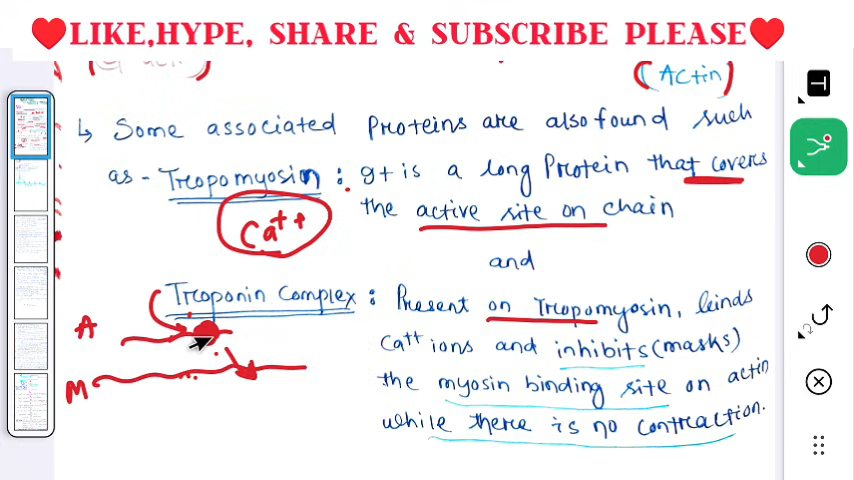 ❤LIKE,HYPE, SHARE & SUBSCRIBE PLEASE❤
(Actin)
↳ Some associated Proteins are also found such
as - Tropomyosin : It is a long Protein that covers
the active site on chain
Ca++
and
Troponin Complex : Present on Tropomyosin, binds
Ca++ ions and inhibits (masks)
the myosin binding site on actin
while there is no contraction.
A
M
T